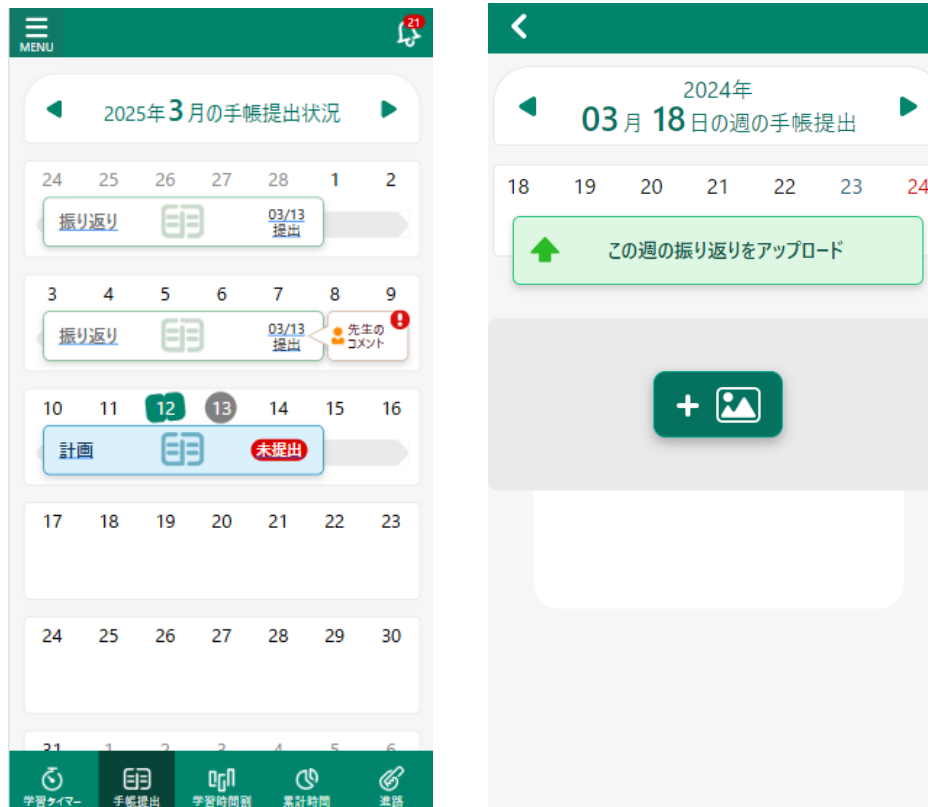 MENU
21
2025年3月の手帳提出状況
24 25 26 27 28 1 2
振り返り
03/13
提出
3 4 5 6 7 8 9
振り返り
03/13
提出
先生の
コメント
10 11 12 13 14 15 16
計画
未提出
17 18 19 20 21 22 23
24 25 26 27 28 29 30
31 1 2 3 4 5 6
学習タイマー 手帳提出 学習時間割 累計時間 進路
2024年
03月18日の週の手帳提出
18 19 20 21 22 23 24
この週の振り返りをアップロード